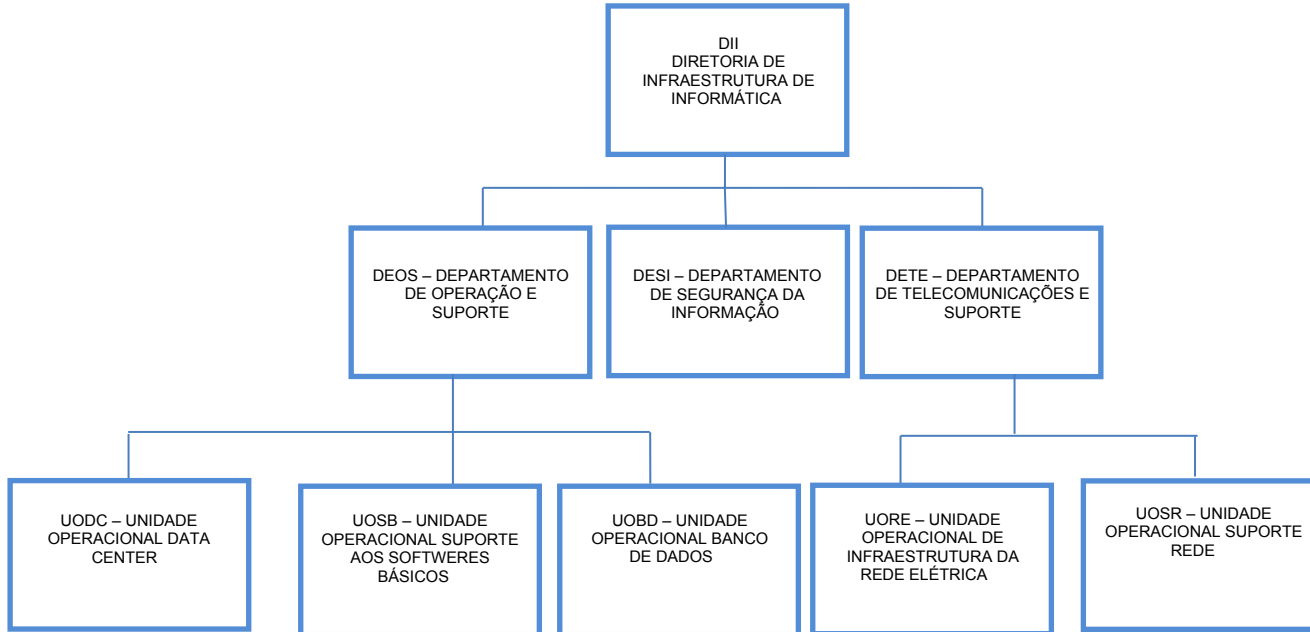 DII
DIRETORIA DE
INFRAESTRUTURA DE
INFORMÁTICA
DEOS – DEPARTAMENTO
DE OPERAÇÃO E
SUPORTE
DESI – DEPARTAMENTO
DE SEGURANÇA DA
INFORMAÇÃO
DETE – DEPARTAMENTO
DE TELECOMUNICAÇÕES E
SUPORTE
UODC – UNIDADE
OPERACIONAL DATA
CENTER
UOSB – UNIDADE
OPERACIONAL SUPORTE
AOS SOFTWERES
BÁSICOS
UOBD – UNIDADE
OPERACIONAL BANCO
DE DADOS
UORE – UNIDADE
OPERACIONAL DE
INFRAESTRUTURA DA
REDE ELÉTRICA
UOSR – UNIDADE
OPERACIONAL SUPORTE
REDE